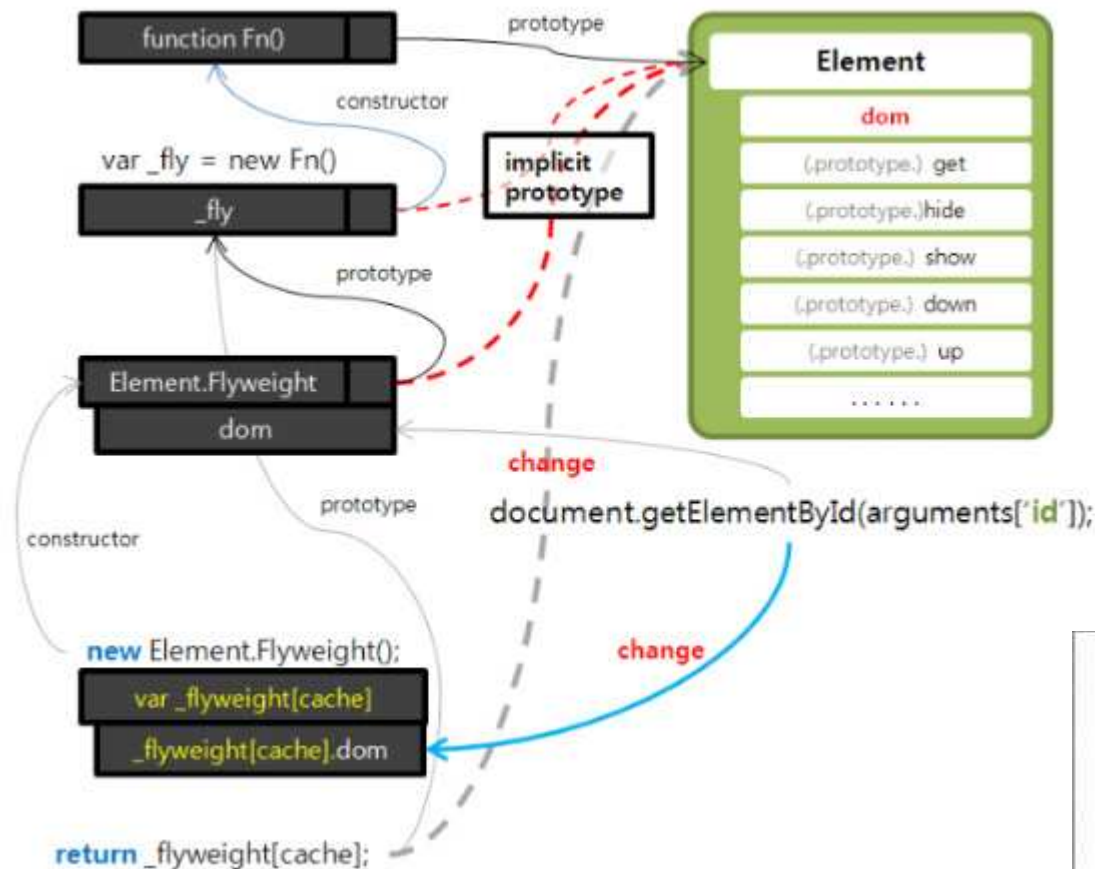 prototype
function Fn()
Element
dom
constructor
implicit
prototype
(.prototype.) get
var _fly = new Fn()
_fly
(.prototype.)hide
(.prototype.) show
prototype
(.prototype.) down
(.prototype.) up
......
Element.Flyweight
dom
change
prototype
document.getElementById(arguments['id']);
constructor
new Element.Flyweight();
change
var _flyweight[cache]
_flyweight[cache].dom
return _flyweight[cache];